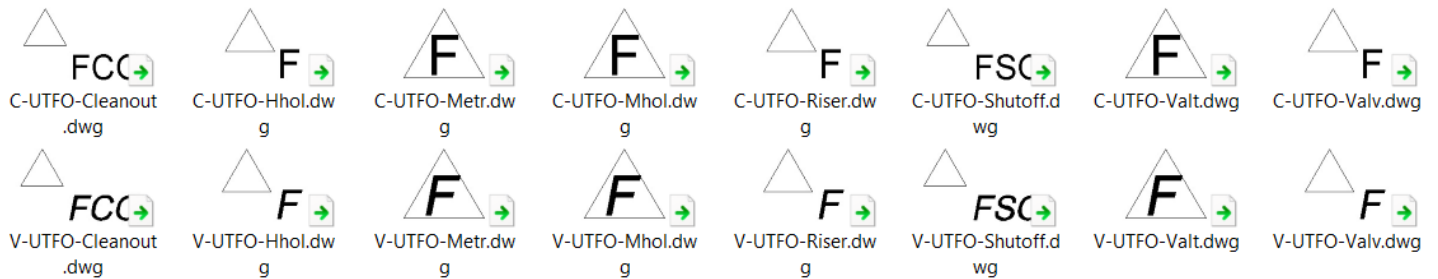 FCC F F F F FSC F F
C-UTFO-Cleanout C-UTFO-Hhol.dw C-UTFO-Metr.dw C-UTFO-Mhol.dw C-UTFO-Riser.dw C-UTFO-Shutoff.d C-UTFO-Valt.dwg C-UTFO-Valv.dwg
.dwg g g g g wg
FCC F F F F FSC F F
V-UTFO-Cleanout V-UTFO-Hhol.dw V-UTFO-Metr.dw V-UTFO-Mhol.dw V-UTFO-Riser.dw V-UTFO-Shutoff.d V-UTFO-Valt.dwg V-UTFO-Valv.dwg
.dwg g g g g wg